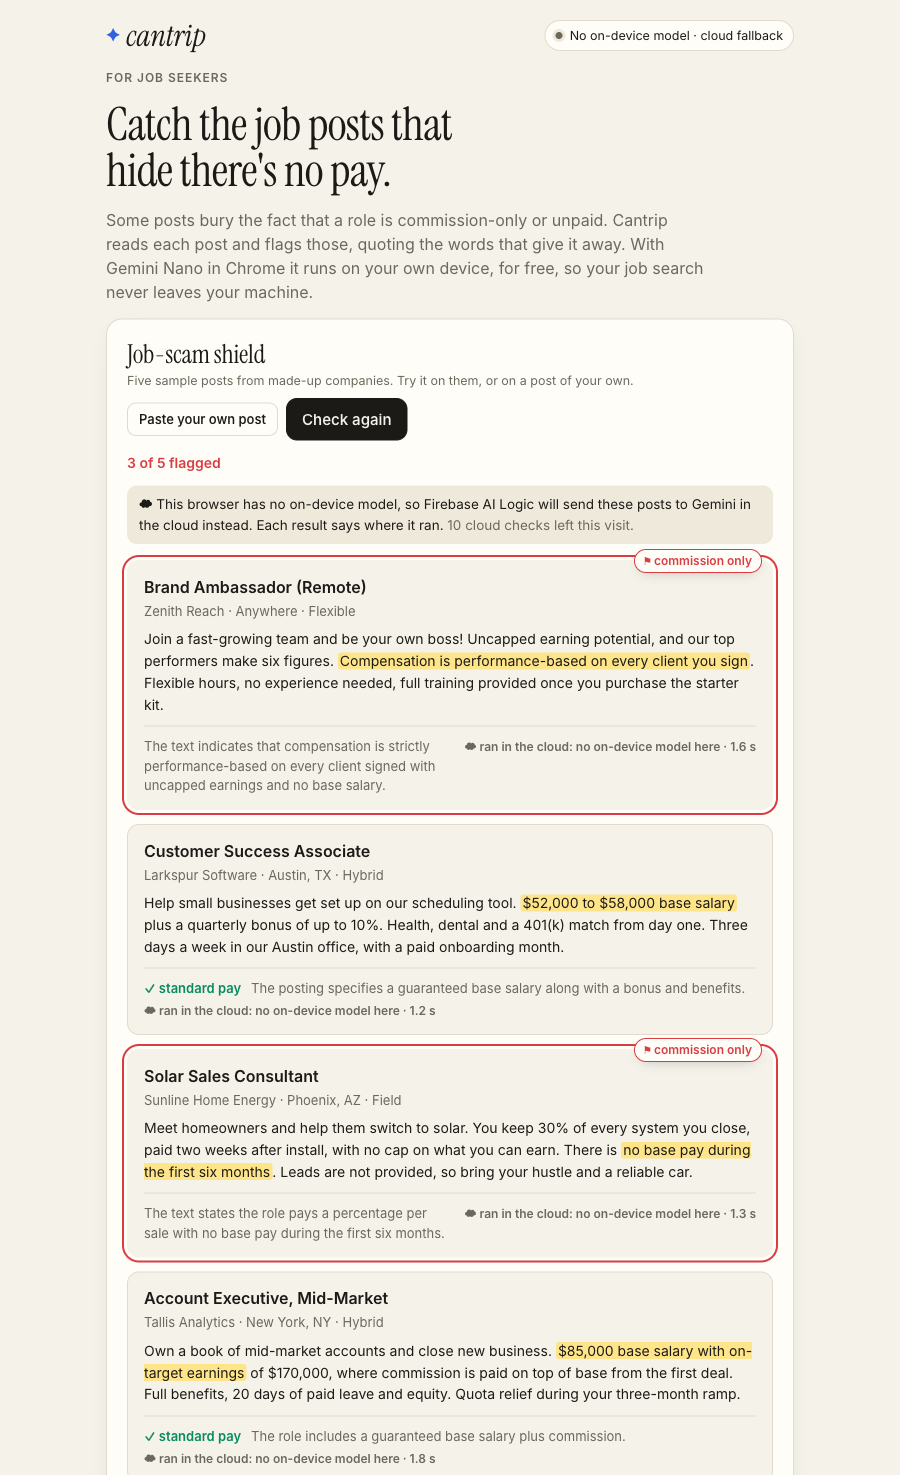 cantrip
No on-device model · cloud fallback
FOR JOB SEEKERS
Catch the job posts that
hide there's no pay.
Some posts bury the fact that a role is commission-only or unpaid. Cantrip
reads each post and flags those, quoting the words that give it away. With
Gemini Nano in Chrome it runs on your own device, for free, so your job search
never leaves your machine.
Job-scam shield
Five sample posts from made-up companies. Try it on them, or on a post of your own.
Paste your own post
Check again
3 of 5 flagged
This browser has no on-device model, so Firebase AI Logic will send these posts to Gemini in
the cloud instead. Each result says where it ran. 10 cloud checks left this visit.
commission only
Brand Ambassador (Remote)
Zenith Reach · Anywhere · Flexible
Join a fast-growing team and be your own boss! Uncapped earning potential, and our top
performers make six figures. Compensation is performance-based on every client you sign.
Flexible hours, no experience needed, full training provided once you purchase the starter
kit.
The text indicates that compensation is strictly
performance-based on every client signed with
uncapped earnings and no base salary.
ran in the cloud: no on-device model here · 1.6 s
Customer Success Associate
Larkspur Software · Austin, TX · Hybrid
Help small businesses get set up on our scheduling tool. $52,000 to $58,000 base salary
plus a quarterly bonus of up to 10%. Health, dental and a 401(k) match from day one. Three
days a week in our Austin office, with a paid onboarding month.
✓ standard pay The posting specifies a guaranteed base salary along with a bonus and benefits.
ran in the cloud: no on-device model here · 1.2 s
commission only
Solar Sales Consultant
Sunline Home Energy · Phoenix, AZ · Field
Meet homeowners and help them switch to solar. You keep 30% of every system you close,
paid two weeks after install, with no cap on what you can earn. There is no base pay during
the first six months. Leads are not provided, so bring your hustle and a reliable car.
The text states the role pays a percentage per
sale with no base pay during the first six months.
ran in the cloud: no on-device model here · 1.3 s
Account Executive, Mid-Market
Tallis Analytics · New York, NY · Hybrid
Own a book of mid-market accounts and close new business. $85,000 base salary with on-
target earnings of $170,000, where commission is paid on top of base from the first deal.
Full benefits, 20 days of paid leave and equity. Quota relief during your three-month ramp.
✓ standard pay The role includes a guaranteed base salary plus commission.
ran in the cloud: no on-device model here · 1.8 s